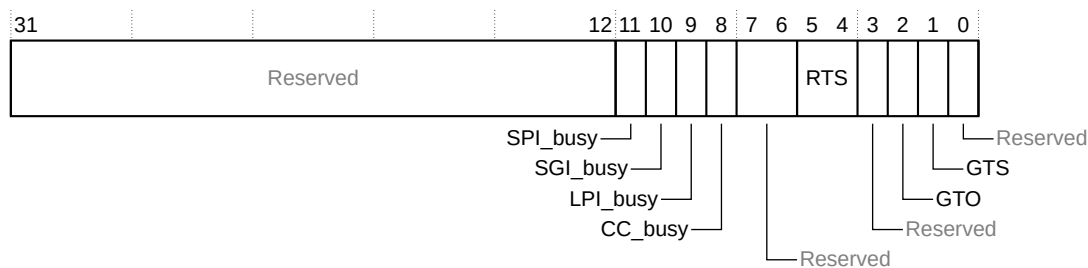 31 12 11 10 9 8 7 6 5 4 3 2 1 0
Reserved RTS
SPI_busy Reserved
SGI_busy GTS
LPI_busy GTO
CC_busy Reserved
Reserved